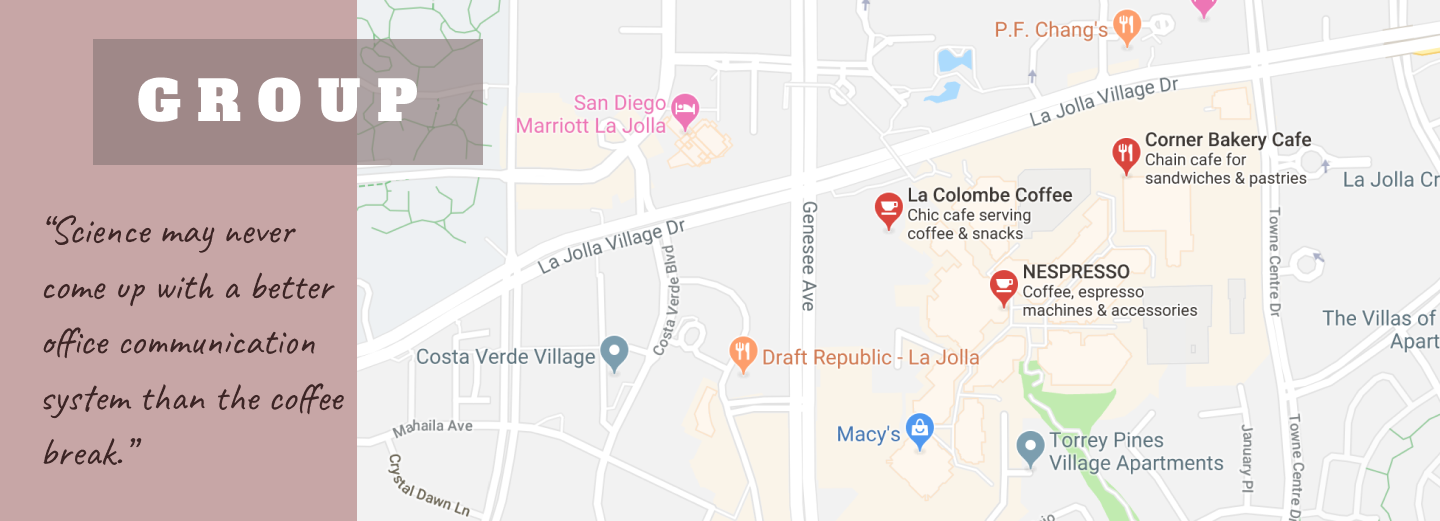 GROUP
“Science may never
come up with a better
office communication
system than the coffee
break.”
P.F. Chang's
La Jolla Village Dr
San Diego
Marriott La Jolla
Corner Bakery Cafe
Chain cafe for
sandwiches & pastries
La Jolla Cr
La Colombe Coffee
Chic cafe serving
coffee & snacks
La Jolla Village Dr
Genesee Ave
Towne Centre Dr
NESPRESSO
Coffee, espresso
machines & accessories
Costa Verde Blvd
The Villas of
Apart
Costa Verde Village
Draft Republic - La Jolla
Mahaila Ave
Macy's
Torrey Pines
Village Apartments
January Pl
Towne Centre D
Crystal Dawn Ln